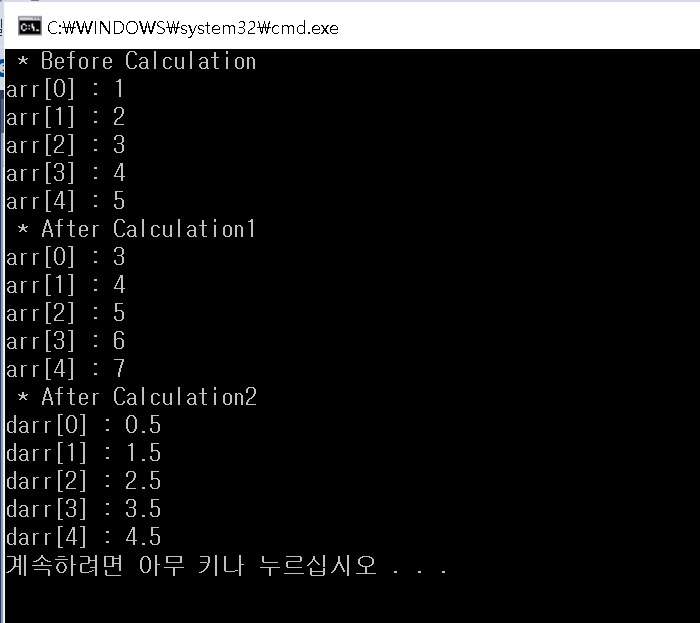 C:\WINDOWS\system32\cmd.exe
* Before Calculation
arr[0] : 1
arr[1] : 2
arr[2] : 3
arr[3] : 4
arr[4] : 5
* After Calculation1
arr[0] : 3
arr[1] : 4
arr[2] : 5
arr[3] : 6
arr[4] : 7
* After Calculation2
darr[0] : 0.5
darr[1] : 1.5
darr[2] : 2.5
darr[3] : 3.5
darr[4] : 4.5
계속하려면 아무 키나 누르십시오 . . .